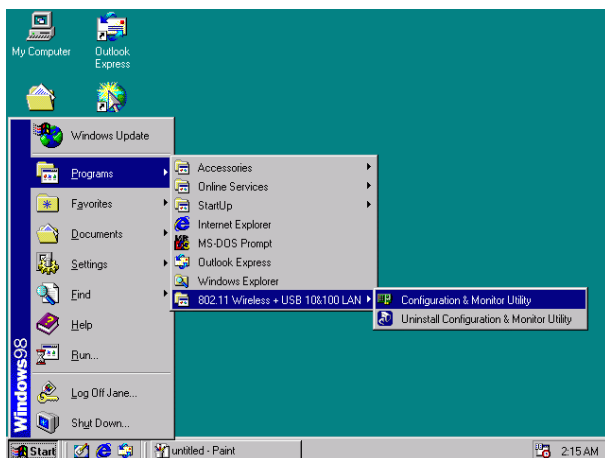 My Computer
Outlook
Express
Windows Update
Programs
Favorites
Documents
Settings
Find
Help
Run...
Log Off Jane...
Shut Down...
Windows98
Accessories
Online Services
StartUp
Internet Explorer
MS-DOS Prompt
Outlook Express
Windows Explorer
802.11 Wireless + USB 10&100 LAN
Configuration & Monitor Utility
Uninstall Configuration & Monitor Utility
Start
untitled - Paint
2:15 AM